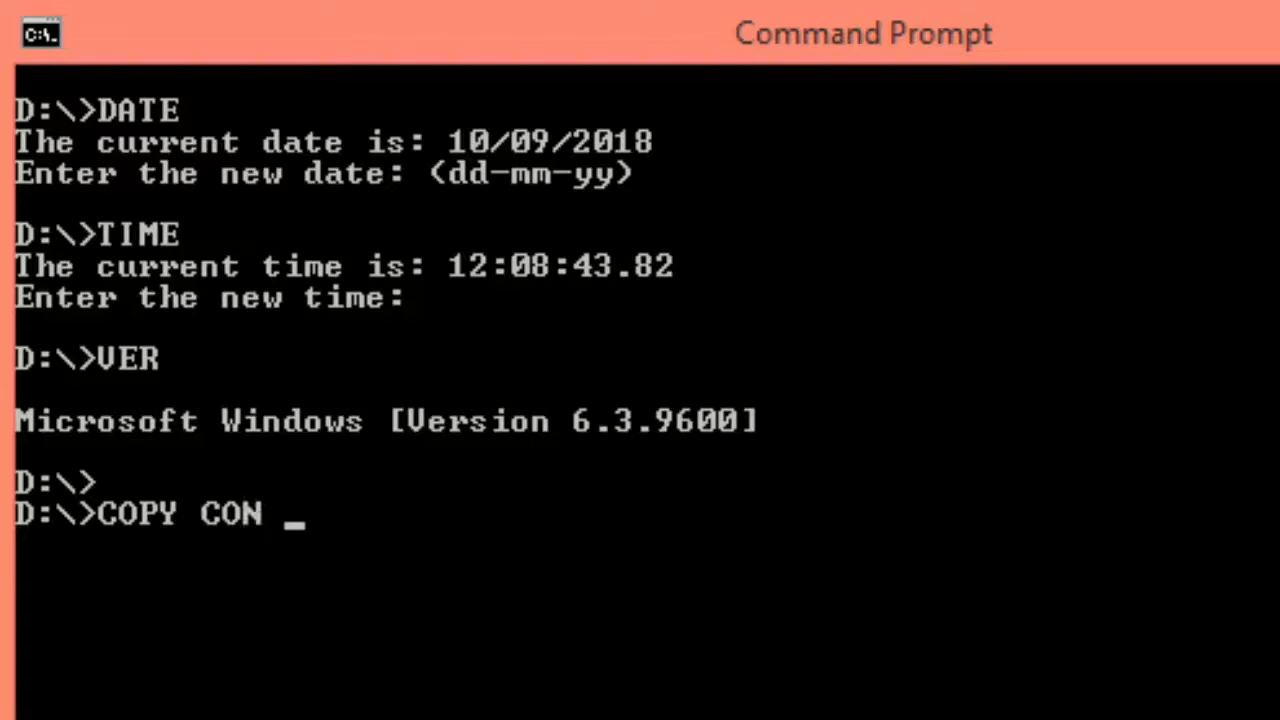 C:\.
Command Prompt
D:\>DATE
The current date is: 10/09/2018
Enter the new date: (dd-mm-yy)
D:\>TIME
The current time is: 12:08:43.82
Enter the new time:
D:\>VER
Microsoft Windows [Version 6.3.9600]
D:\>
D:\>COPY CON _